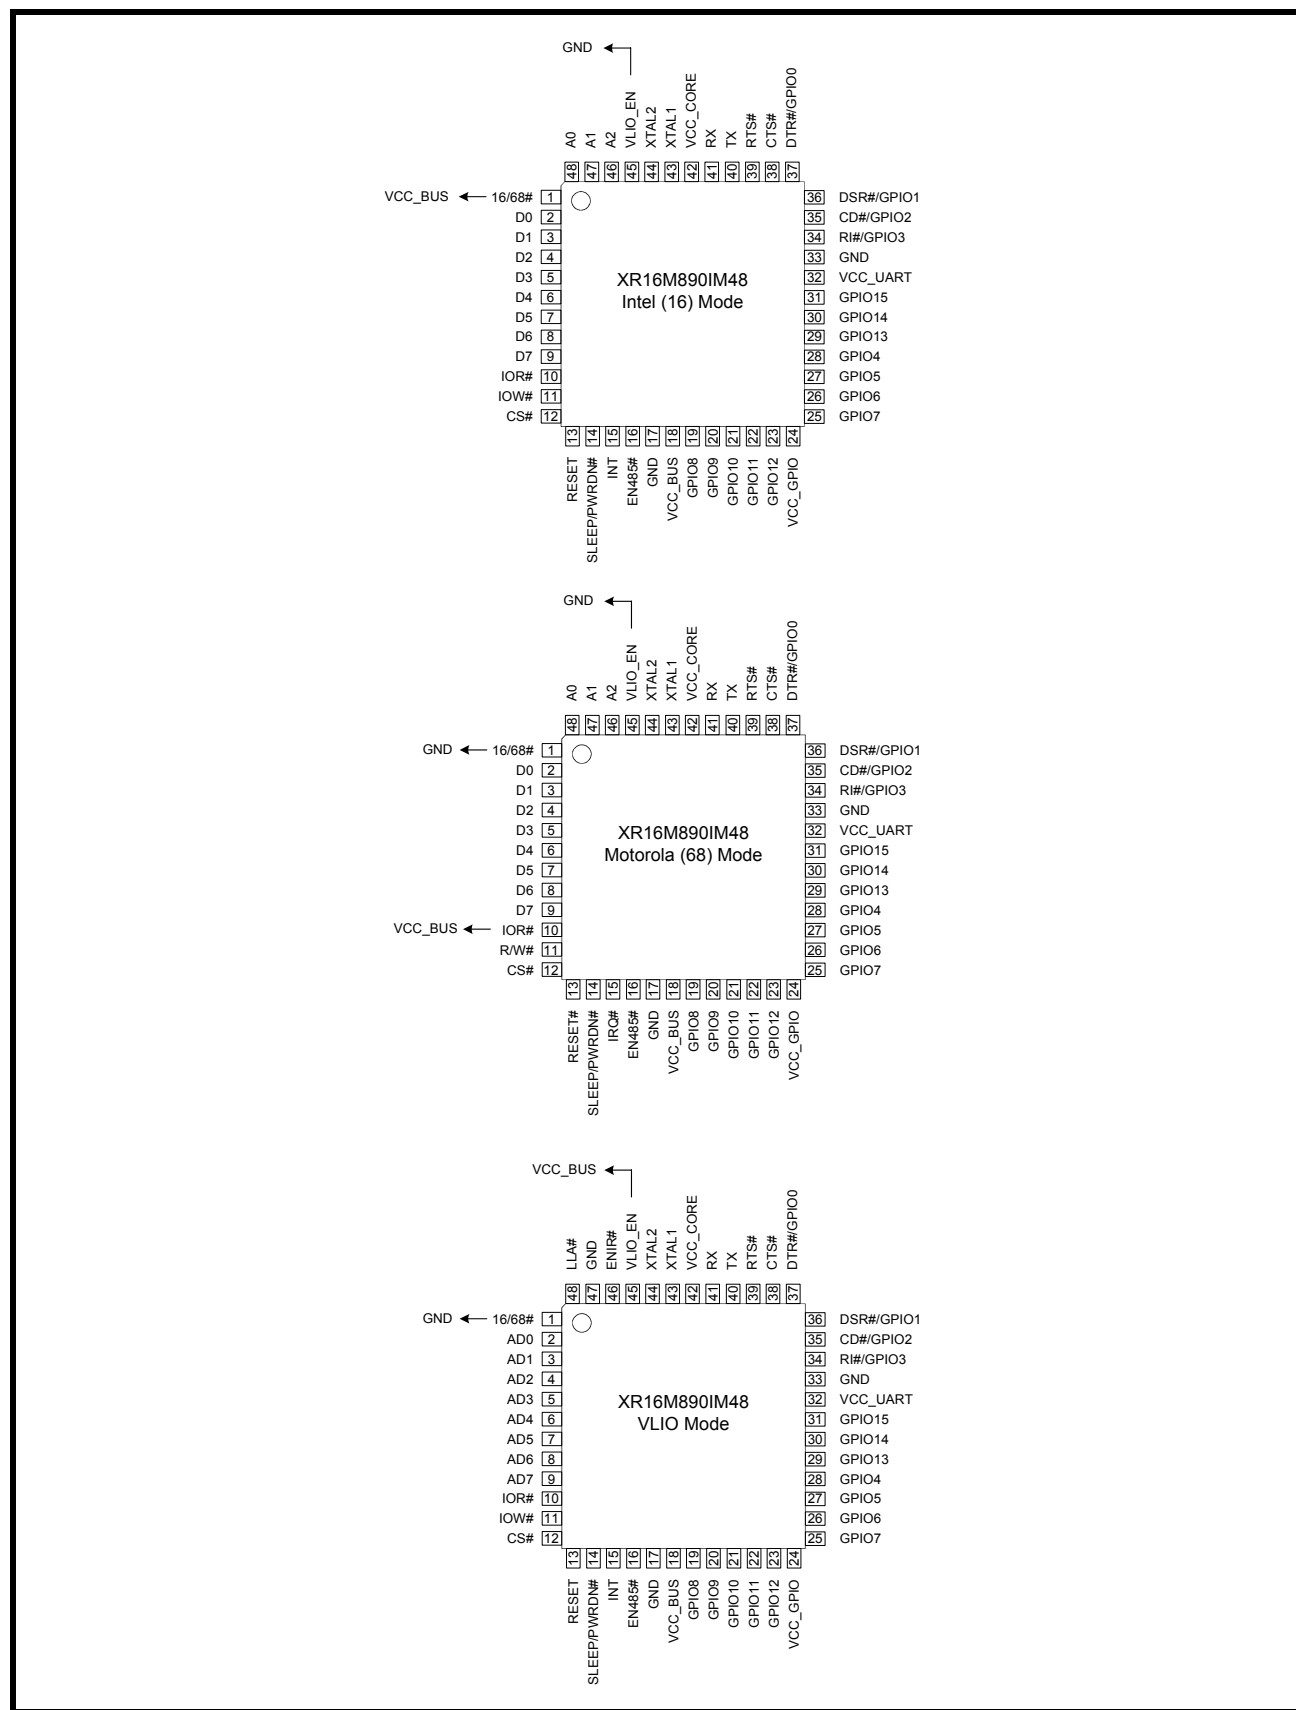 GND
A0
A1
A2
VLIO_EN
XTAL2
XTAL1
VCC_CORE
RX
TX
RTS#
CTS#
DTR#/GPIO0
48 47 46 45 44 43 42 41 40 39 38 37
VCC_BUS 16/68# 1
D0 2
D1 3
D2 4
D3 5
D4 6
D5 7
D6 8
D7 9
IOR# 10
IOW# 11
CS# 12
XR16M890IM48
Intel (16) Mode
36 DSR#/GPIO1
35 CD#/GPIO2
34 RI#/GPIO3
33 GND
32 VCC_UART
31 GPIO15
30 GPIO14
29 GPIO13
28 GPIO4
27 GPIO5
26 GPIO6
25 GPIO7
13 14 15 16 17 18 19 20 21 22 23 24
RESET
SLEEP/PWRDN#
INT
EN485#
GND
VCC_BUS
GPIO8
GPIO9
GPIO10
GPIO11
GPIO12
VCC_GPIO
GND
A0
A1
A2
VLIO_EN
XTAL2
XTAL1
VCC_CORE
RX
TX
RTS#
CTS#
DTR#/GPIO0
48 47 46 45 44 43 42 41 40 39 38 37
GND 16/68# 1
D0 2
D1 3
D2 4
D3 5
D4 6
D5 7
D6 8
D7 9
VCC_BUS IOR# 10
R/W# 11
CS# 12
XR16M890IM48
Motorola (68) Mode
36 DSR#/GPIO1
35 CD#/GPIO2
34 RI#/GPIO3
33 GND
32 VCC_UART
31 GPIO15
30 GPIO14
29 GPIO13
28 GPIO4
27 GPIO5
26 GPIO6
25 GPIO7
13 14 15 16 17 18 19 20 21 22 23 24
RESET#
SLEEP/PWRDN#
IRQ#
EN485#
GND
VCC_BUS
GPIO8
GPIO9
GPIO10
GPIO11
GPIO12
VCC_GPIO
VCC_BUS
LLA#
GND
ENIR#
VLIO_EN
XTAL2
XTAL1
VCC_CORE
RX
TX
RTS#
CTS#
DTR#/GPIO0
48 47 46 45 44 43 42 41 40 39 38 37
GND 16/68# 1
AD0 2
AD1 3
AD2 4
AD3 5
AD4 6
AD5 7
AD6 8
AD7 9
IOR# 10
IOW# 11
CS# 12
XR16M890IM48
VLIO Mode
36 DSR#/GPIO1
35 CD#/GPIO2
34 RI#/GPIO3
33 GND
32 VCC_UART
31 GPIO15
30 GPIO14
29 GPIO13
28 GPIO4
27 GPIO5
26 GPIO6
25 GPIO7
13 14 15 16 17 18 19 20 21 22 23 24
RESET
SLEEP/PWRDN#
INT
EN485#
GND
VCC_BUS
GPIO8
GPIO9
GPIO10
GPIO11
GPIO12
VCC_GPIO